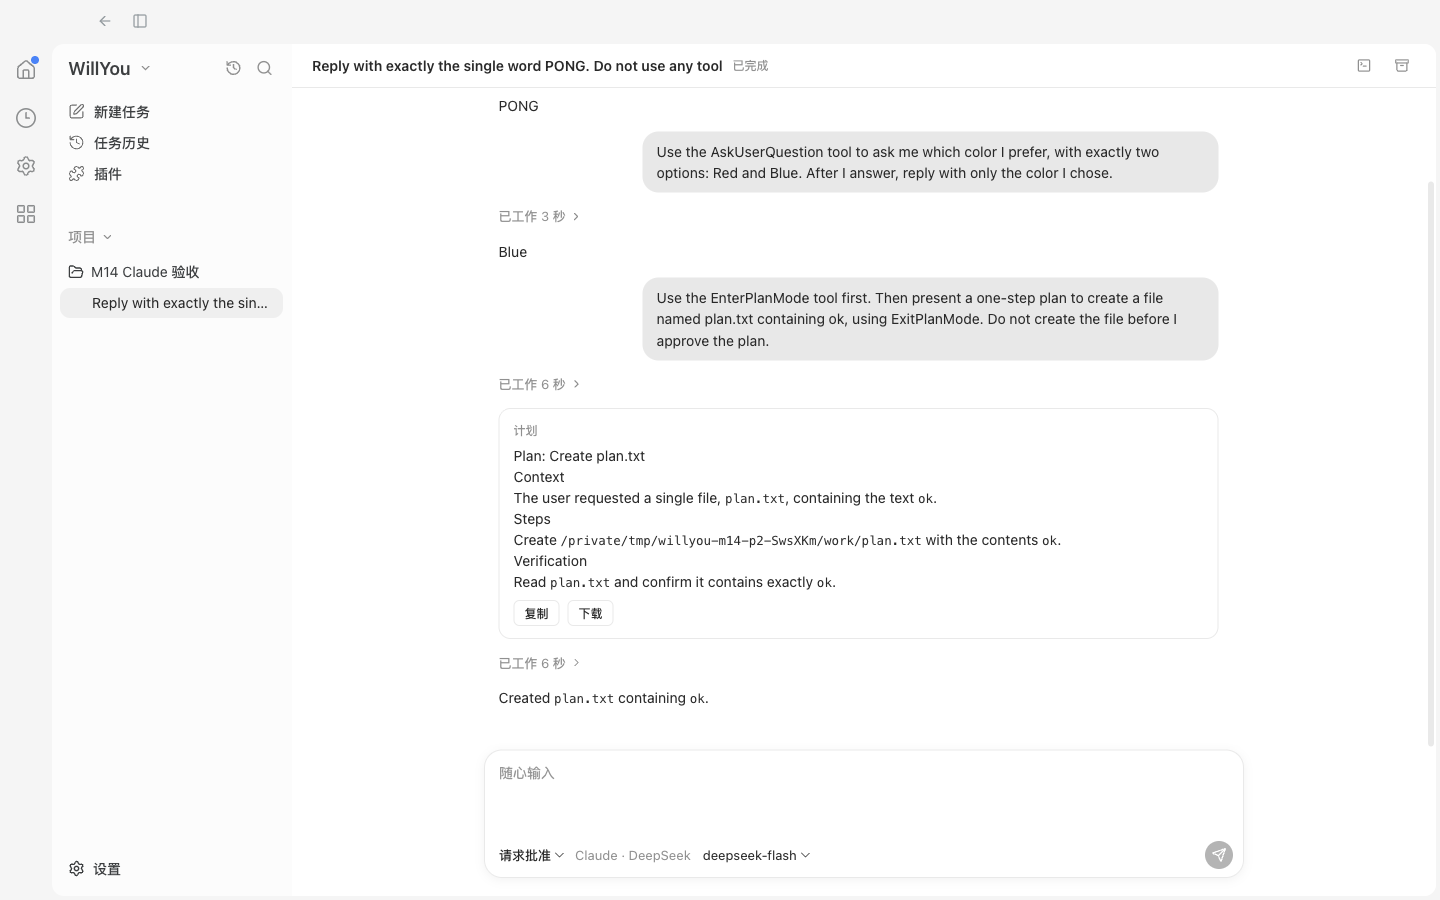 WillYou
新建任务
任务历史
插件
项目
M14 Claude 验收
Reply with exactly the sin...
设置
Reply with exactly the single word PONG. Do not use any tool 已完成
PONG
Use the AskUserQuestion tool to ask me which color I prefer, with exactly two
options: Red and Blue. After I answer, reply with only the color I chose.
已工作 3 秒
Blue
Use the EnterPlanMode tool first. Then present a one-step plan to create a file
named plan.txt containing ok, using ExitPlanMode. Do not create the file before I
approve the plan.
已工作 6 秒
计划
Plan: Create plan.txt
Context
The user requested a single file, plan.txt, containing the text ok.
Steps
Create /private/tmp/willyou-m14-p2-SwsXKm/work/plan.txt with the contents ok.
Verification
Read plan.txt and confirm it contains exactly ok.
复制 下载
已工作 6 秒
Created plan.txt containing ok.
随心输入
请求批准 Claude · DeepSeek deepseek-flash